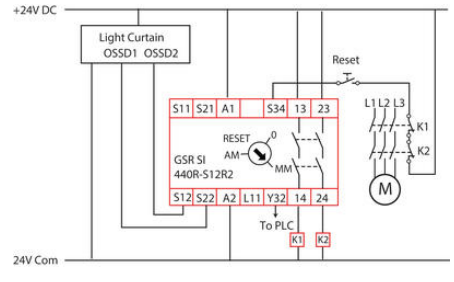 +24V DC
Light Curtain
OSSD1 OSSD2
Reset
S11 S21 A1 S34 13 23
L1 L2 L3
K1
K2
RESET
0
AM
MM
GSR SI
440R-S12R2
M
S12 S22 A2 L11 Y32 14 24
To PLC
K1 K2
24V Com